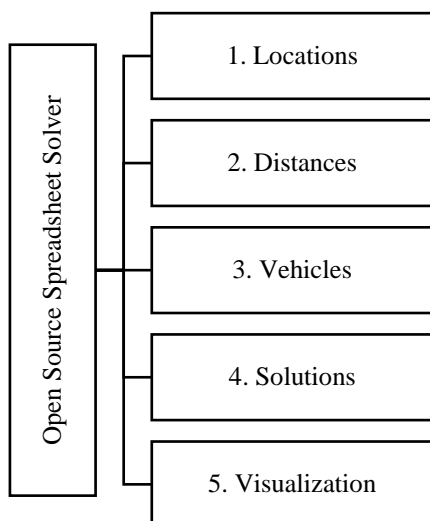 Open Source Spreadsheet Solver
1. Locations
2. Distances
3. Vehicles
4. Solutions
5. Visualization